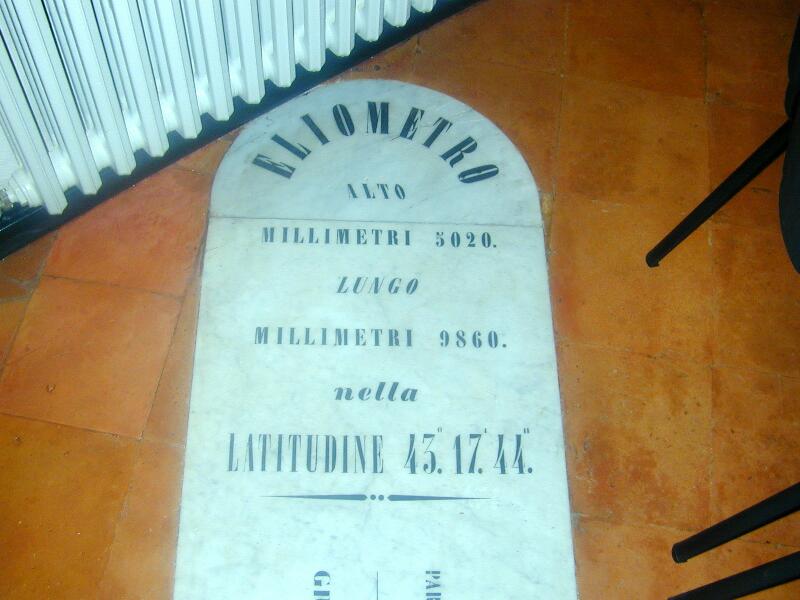 ELIOMETRO
ALTO
MILLIMETRI 5020.
LUNGO
MILLIMETRI 9860.
nella
LATITUDINE 43.° 17.' 44."